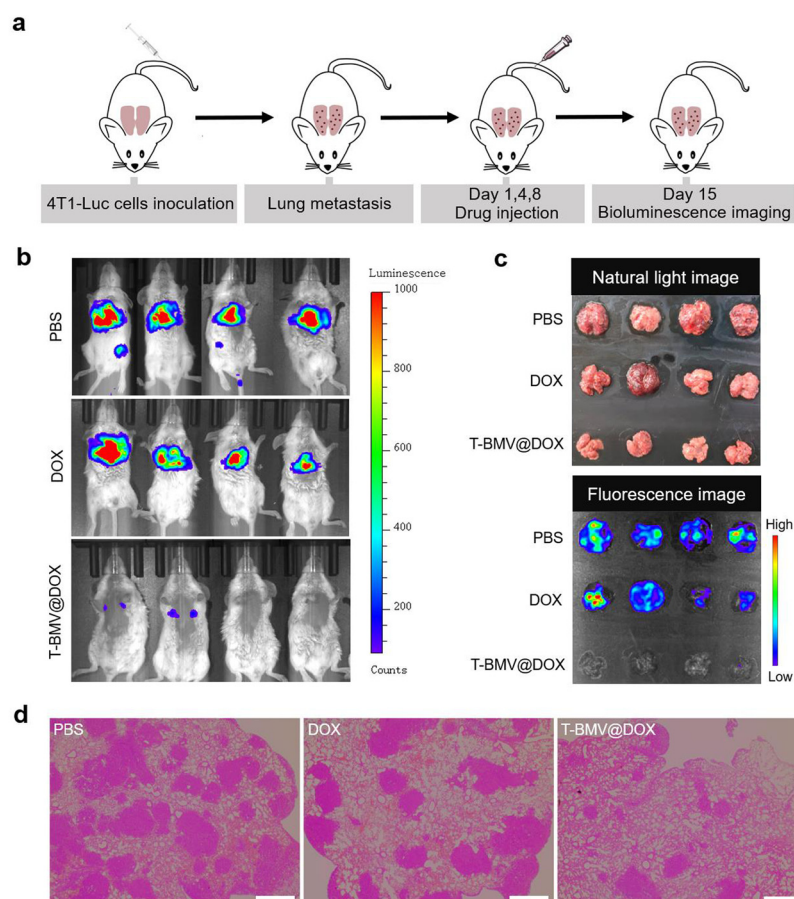 a
4T1-Luc cells inoculation
Lung metastasis
Day 1,4,8
Drug injection
Day 15
Bioluminescence imaging
b
PBS
DOX
T-BMV@DOX
Luminescence
1000
800
600
400
200
Counts
c
Natural light image
PBS
DOX
T-BMV@DOX
Fluorescence image
PBS
DOX
T-BMV@DOX
High
Low
d
PBS
DOX
T-BMV@DOX